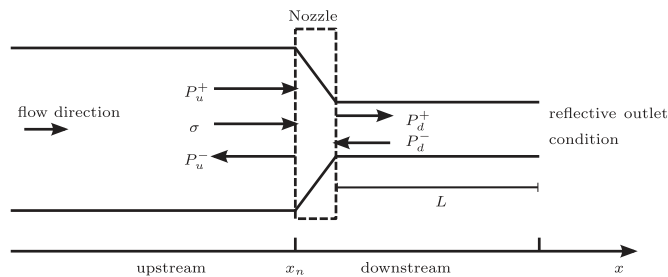 Nozzle
P_u^+
flow direction
σ
P_u^-
P_d^+
P_d^-
reflective outlet
condition
L
upstream
x_n
downstream
x